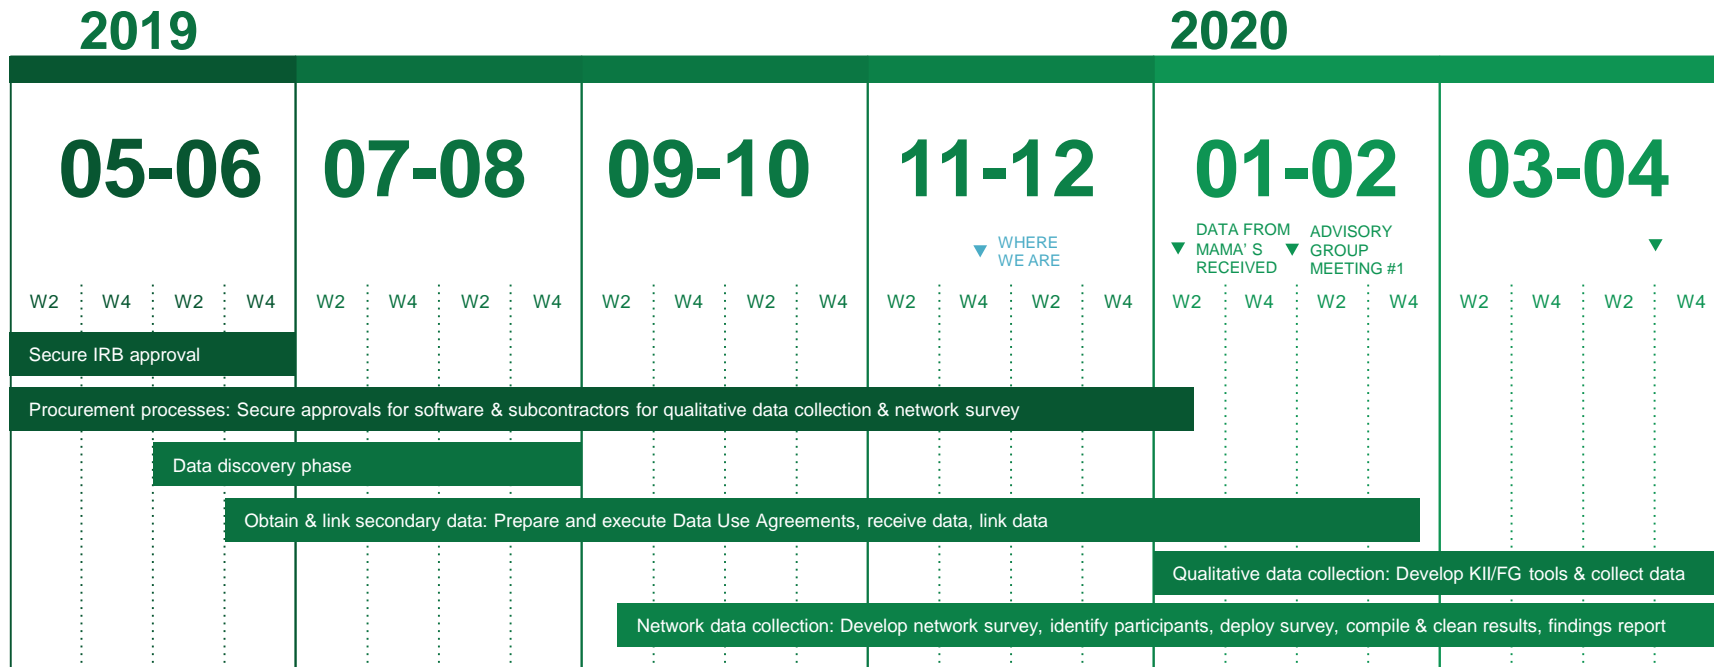 2019
2020
05-06
07-08
09-10
11-12
01-02
03-04
WHERE
WE ARE
DATA FROM
MAMA' S
RECEIVED
ADVISORY
GROUP
MEETING #1
W2 W4 W2 W4 W2 W4 W2 W4 W2 W4 W2 W4 W2 W4 W2 W4 W2 W4 W2 W4 W2 W4 W2 W4
Secure IRB approval
Procurement processes: Secure approvals for software & subcontractors for qualitative data collection & network survey
Data discovery phase
Obtain & link secondary data: Prepare and execute Data Use Agreements, receive data, link data
Qualitative data collection: Develop KII/FG tools & collect data
Network data collection: Develop network survey, identify participants, deploy survey, compile & clean results, findings report